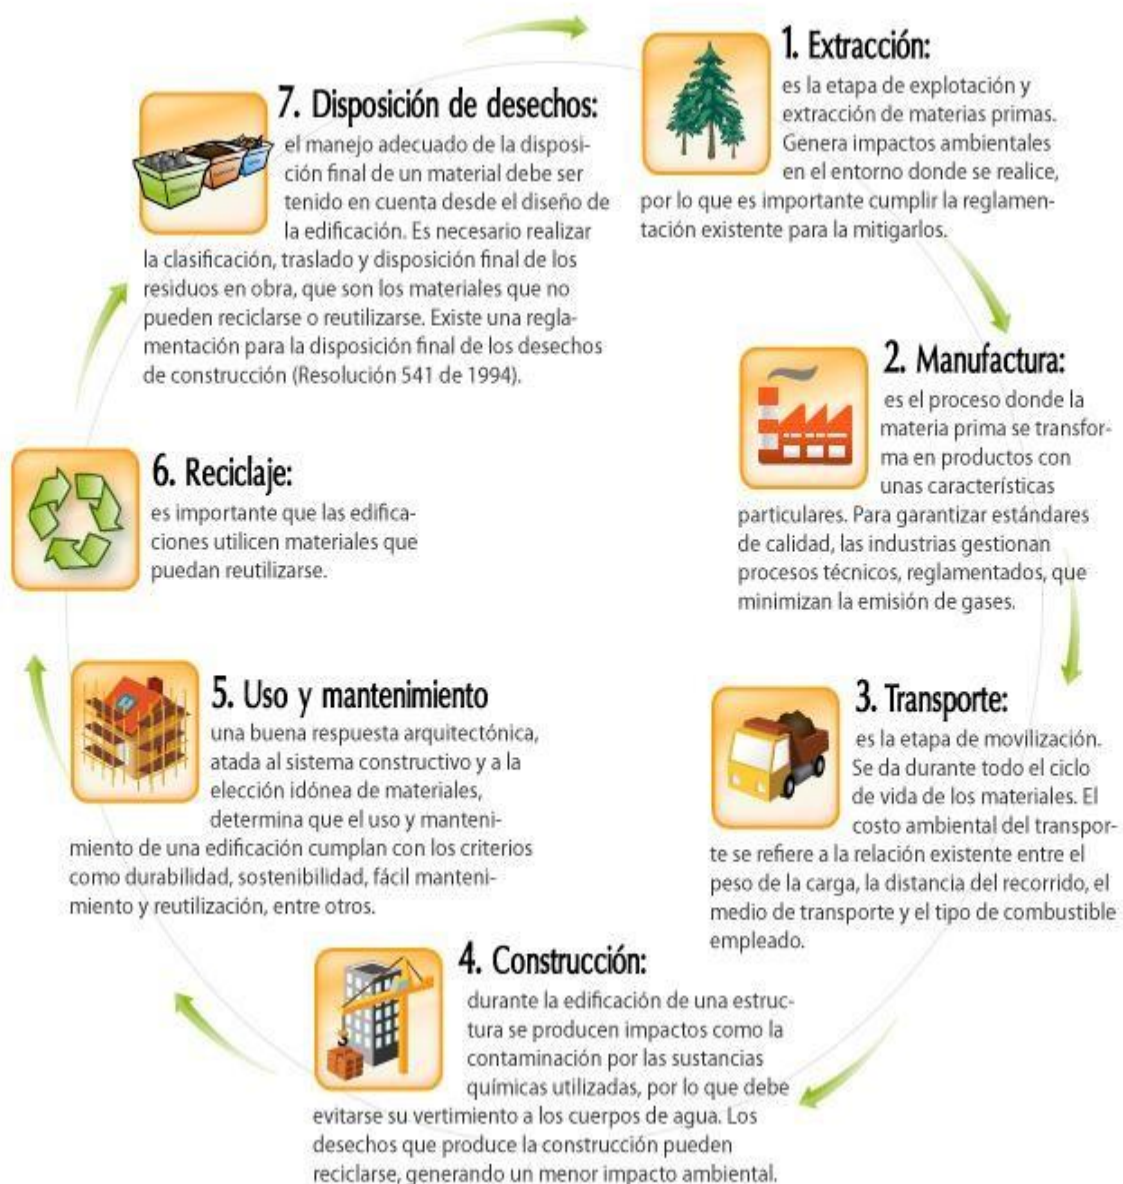 1. Extracción:
es la etapa de explotación y
extracción de materias primas.
Genera impactos ambientales
en el entorno donde se realice,
por lo que es importante cumplir la reglamen-
tación existente para la mitigarlos.
2. Manufactura:
es el proceso donde la
materia prima se transfor-
ma en productos con
unas características
particulares. Para garantizar estándares
de calidad, las industrias gestionan
procesos técnicos, reglamentados, que
minimizan la emisión de gases.
3. Transporte:
es la etapa de movilización.
Se da durante todo el ciclo
de vida de los materiales. El
costo ambiental del transpor-
te se refiere a la relación existente entre el
peso de la carga, la distancia del recorrido, el
medio de transporte y el tipo de combustible
empleado.
4. Construcción:
durante la edificación de una estruc-
tura se producen impactos como la
contaminación por las sustancias
químicas utilizadas, por lo que debe
evitarse su vertimiento a los cuerpos de agua. Los
desechos que produce la construcción pueden
reciclarse, generando un menor impacto ambiental.
5. Uso y mantenimiento
una buena respuesta arquitectónica,
atada al sistema constructivo y a la
elección idónea de materiales,
determina que el uso y manteni-
miento de una edificación cumplan con los criterios
como durabilidad, sostenibilidad, fácil manteni-
miento y reutilización, entre otros.
6. Reciclaje:
es importante que las edifica-
ciones utilicen materiales que
puedan reutilizarse.
7. Disposición de desechos:
el manejo adecuado de la disposi-
ción final de un material debe ser
tenido en cuenta desde el diseño de
la edificación. Es necesario realizar
la clasificación, traslado y disposición final de los
residuos en obra, que son los materiales que no
pueden reciclarse o reutilizarse. Existe una regla-
mentación para la disposición final de los desechos
de construcción (Resolución 541 de 1994).